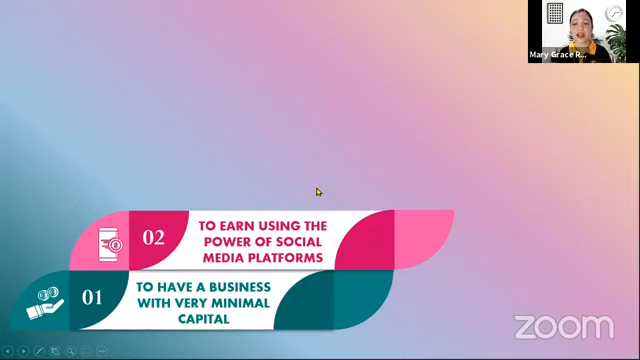 Mary Grace R...
02
TO EARN USING THE
POWER OF SOCIAL
MEDIA PLATFORMS
01
TO HAVE A BUSINESS
WITH VERY MINIMAL
CAPITAL
zoom